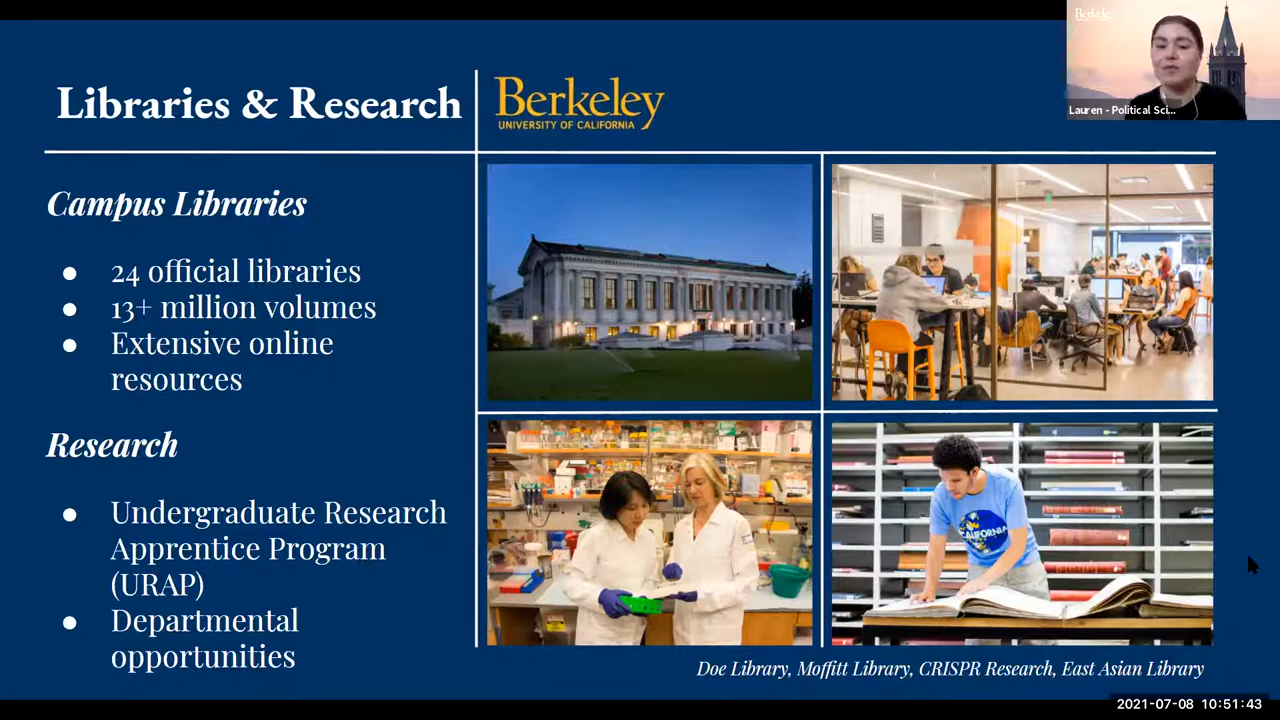 Libraries & Research
Berkeley
UNIVERSITY OF CALIFORNIA
Berkeley
Lauren - Political Sci...
Campus Libraries
● 24 official libraries
● 13+ million volumes
● Extensive online
resources
Research
● Undergraduate Research
Apprentice Program
(URAP)
● Departmental
opportunities
CALIFORNIA
Doe Library, Moffitt Library, CRISPR Research, East Asian Library
2021-07-08 10:51:43